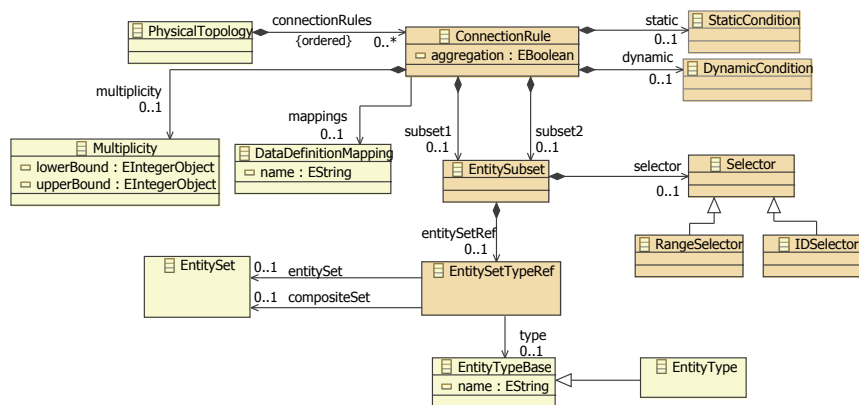 PhysicalTopology
connectionRules
{ordered}
0..*
ConnectionRule
aggregation : EBoolean
static
0..1
StaticCondition
dynamic
0..1
DynamicCondition
multiplicity
0..1
mappings
0..1
subset1
0..1
subset2
0..1
Multiplicity
lowerBound : EIntegerObject
upperBound : EIntegerObject
DataDefinitionMapping
name : EString
EntitySubset
selector
0..1
Selector
RangeSelector
IDSelector
entitySetRef
0..1
EntitySet
0..1 entitySet
0..1 compositeSet
EntitySetTypeRef
type
0..1
EntityTypeBase
name : EString
EntityType